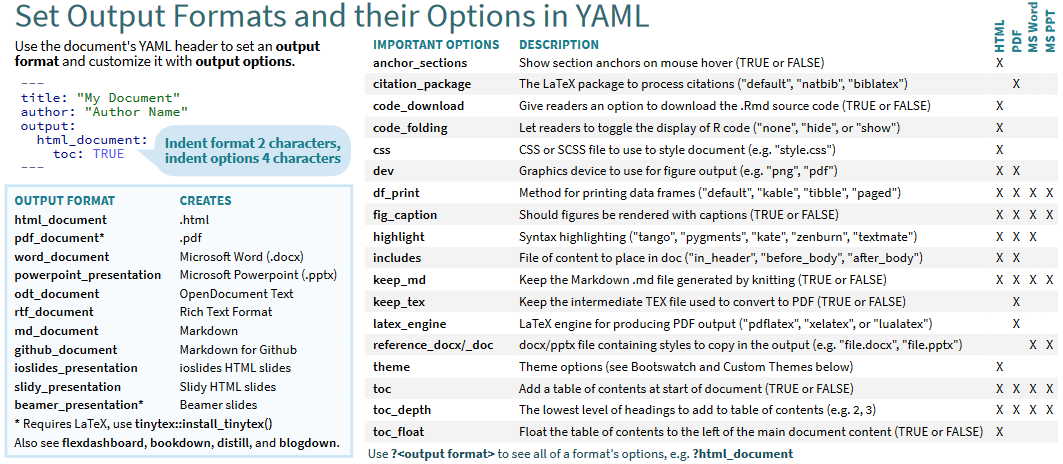 Set Output Formats and their Options in YAML
Use the document's YAML header to set an output
format and customize it with output options.
---
title: "My Document"
author: "Author Name"
output:
  html_document:
    toc: TRUE
---
Indent format 2 characters,
indent options 4 characters
OUTPUT FORMAT CREATES
html_document .html
pdf_document* .pdf
word_document Microsoft Word (.docx)
powerpoint_presentation Microsoft Powerpoint (.pptx)
odt_document OpenDocument Text
rtf_document Rich Text Format
md_document Markdown
github_document Markdown for Github
ioslides_presentation ioslides HTML slides
slidy_presentation Slidy HTML slides
beamer_presentation* Beamer slides
* Requires LaTeX, use tinytex::install_tinytex()
Also see flexdashboard, bookdown, distill, and blogdown.
IMPORTANT OPTIONS DESCRIPTION HTML PDF MS Word MS PPT
anchor_sections Show section anchors on mouse hover (TRUE or FALSE) X
citation_package The LaTeX package to process citations ("default", "natbib", "biblatex") X
code_download Give readers an option to download the .Rmd source code (TRUE or FALSE) X
code_folding Let readers to toggle the display of R code ("none", "hide", or "show") X
css CSS or SCSS file to use to style document (e.g. "style.css") X
dev Graphics device to use for figure output (e.g. "png", "pdf") X X
df_print Method for printing data frames ("default", "kable", "tibble", "paged") X X X X
fig_caption Should figures be rendered with captions (TRUE or FALSE) X X X X
highlight Syntax highlighting ("tango", "pygments", "kate", "zenburn", "textmate") X X X
includes File of content to place in doc ("in_header", "before_body", "after_body") X X
keep_md Keep the Markdown .md file generated by knitting (TRUE or FALSE) X X X X
keep_tex Keep the intermediate TEX file used to convert to PDF (TRUE or FALSE) X
latex_engine LaTeX engine for producing PDF output ("pdflatex", "xelatex", or "lualatex") X
reference_docx/_doc docx/pptx file containing styles to copy in the output (e.g. "file.docx", "file.pptx") X X
theme Theme options (see Bootswatch and Custom Themes below) X
toc Add a table of contents at start of document (TRUE or FALSE) X X X X
toc_depth The lowest level of headings to add to table of contents (e.g. 2, 3) X X X X
toc_float Float the table of contents to the left of the main document content (TRUE or FALSE) X
Use ?<output format> to see all of a format's options, e.g. ?html_document